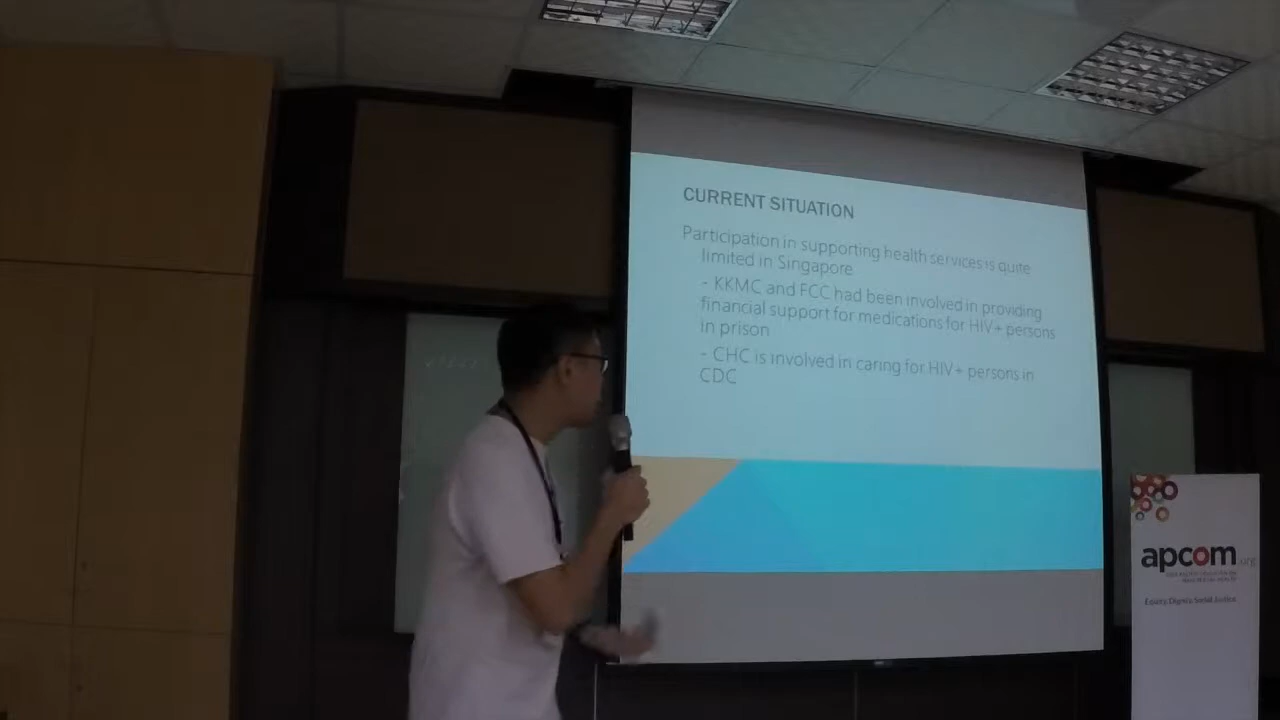 CURRENT SITUATION
Participation in supporting health services is quite
limited in Singapore
- KKMC and FCC had been involved in providing
financial support for medications for HIV+ persons
in prison
- CHC is involved in caring for HIV+ persons in
CDC
apcom.org
Equity. Dignity. Social Justice.